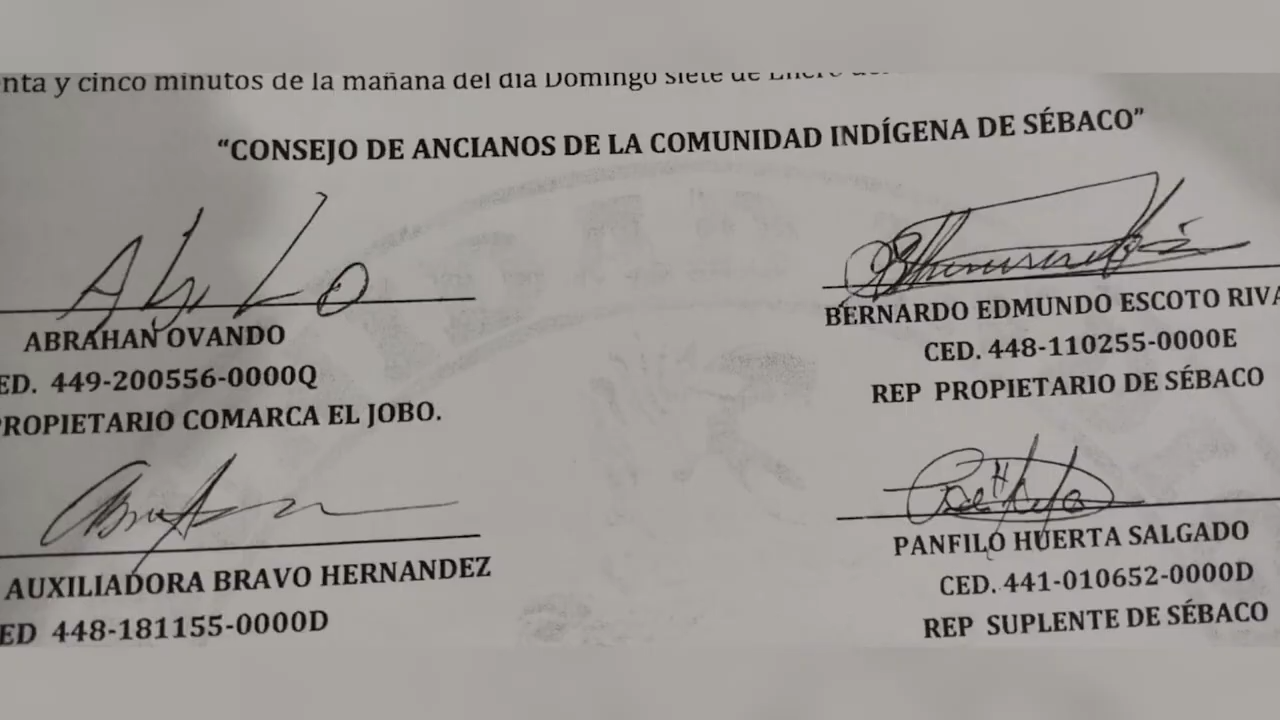 nta y cinco minutos de la mañana del día Domingo siete de Enero
“CONSEJO DE ANCIANOS DE LA COMUNIDAD INDÍGENA DE SÉBACO”
ABRAHAN OVANDO
ED. 449-200556-0000Q
PROPIETARIO COMARCA EL JOBO.
BERNARDO EDMUNDO ESCOTO RIVA
CED. 448-110255-0000E
REP PROPIETARIO DE SÉBACO
AUXILIADORA BRAVO HERNANDEZ
ED 448-181155-0000D
PANFILO HUERTA SALGADO
CED. 441-010652-0000D
REP SUPLENTE DE SÉBACO